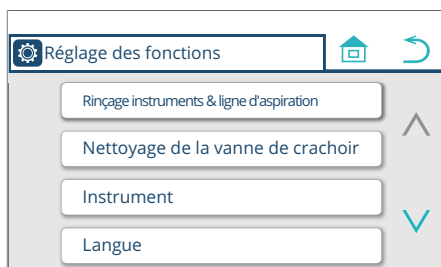 Réglage des fonctions
Rinçage instruments & ligne d'aspiration
Nettoyage de la vanne de crachoir
Instrument
Langue